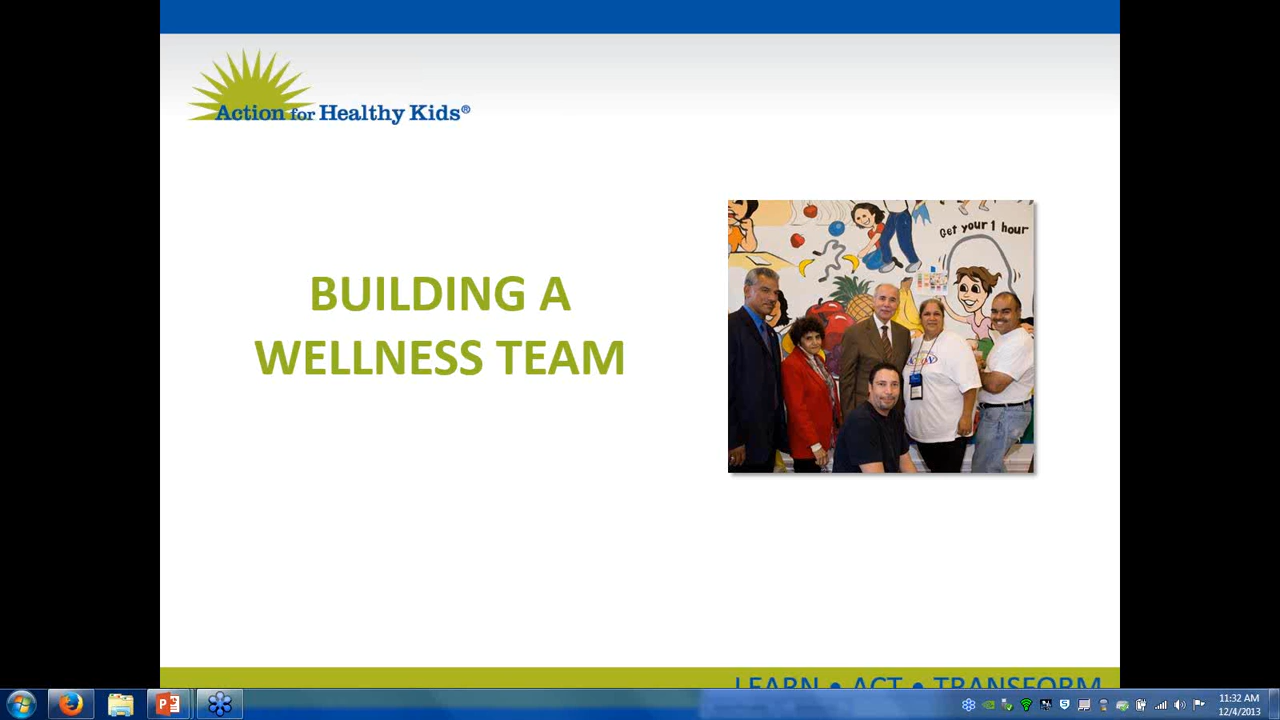 Action for Healthy Kids®
BUILDING A
WELLNESS TEAM
Get your 1 hour
LEARN • ACT • TRANSFORM
11:32 AM
12/4/2013